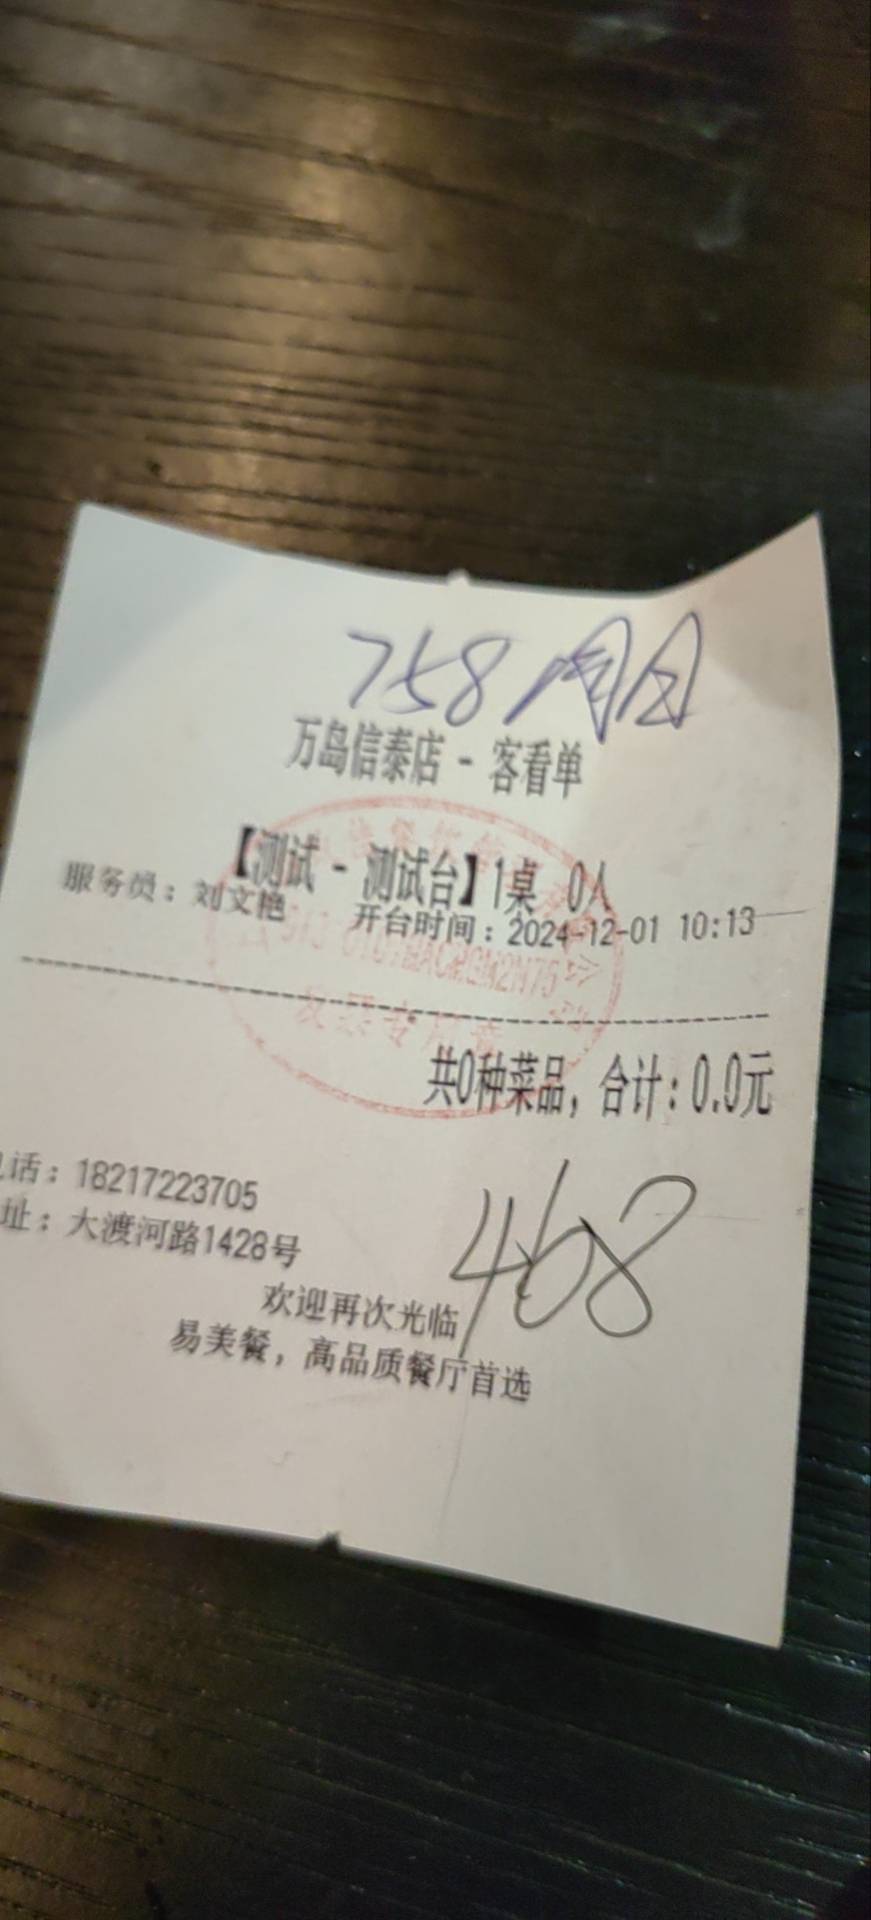 758
万岛信泰店 - 客看单
【测试 - 测试台】1桌 0人
服务员：刘文艳 开台时间：2024-12-01 10:13
共0种菜品，合计：0.0元
话：18217223705
址：大渡河路1428号
468
欢迎再次光临
易美餐，高品质餐厅首选